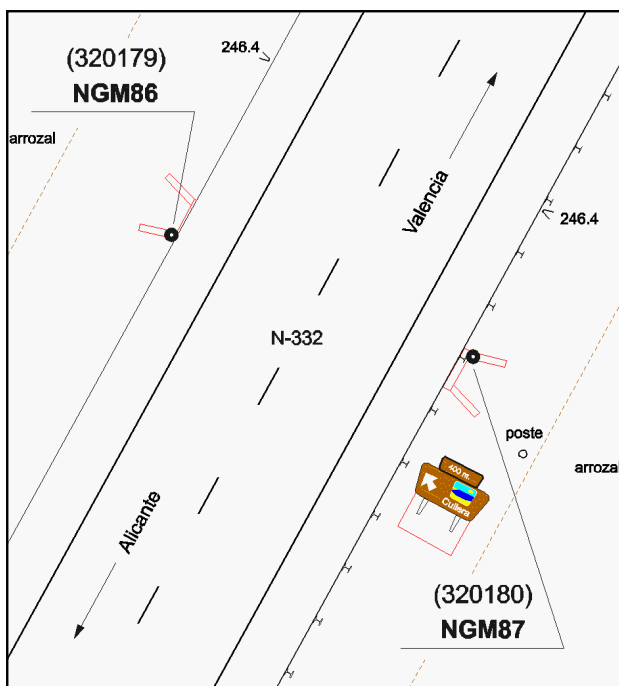 (320179)
NGM86
246.4
arrozal
Valencia
246.4
N-332
poste
400 m.
Cullera
arrozal
Alicante
(320180)
NGM87